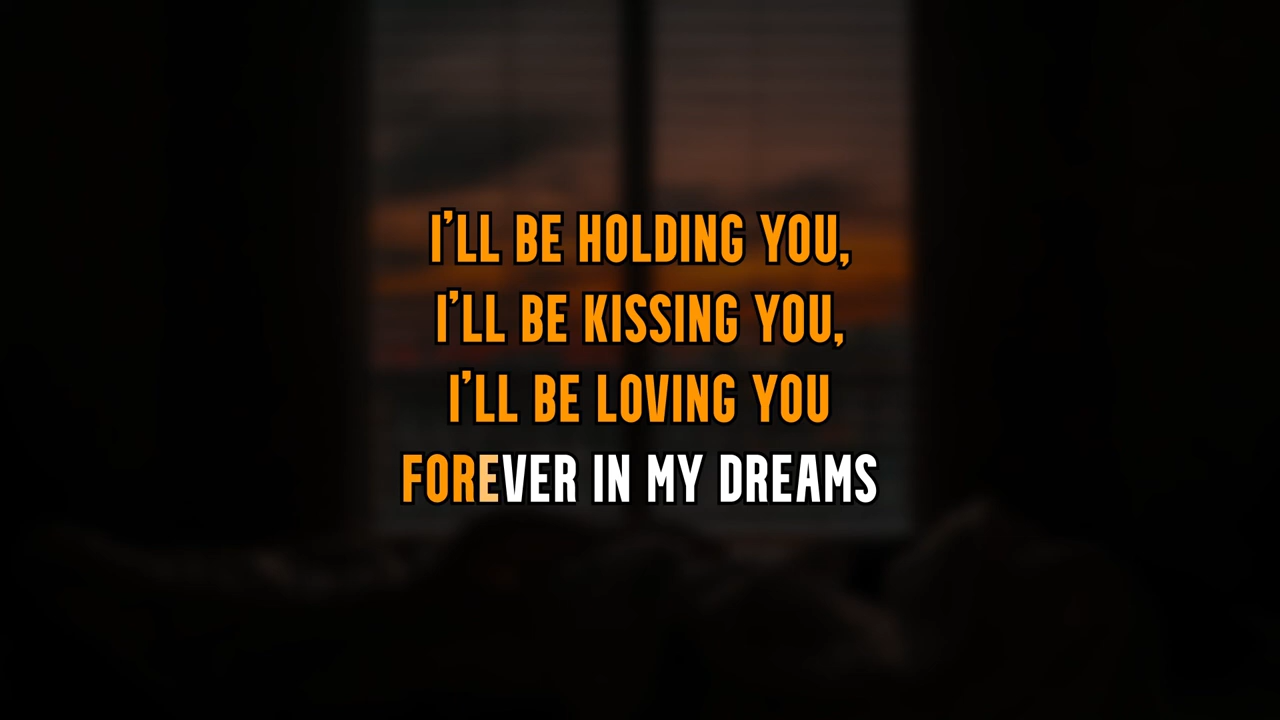 I'LL BE HOLDING YOU,
I'LL BE KISSING YOU,
I'LL BE LOVING YOU
FOREVER IN MY DREAMS